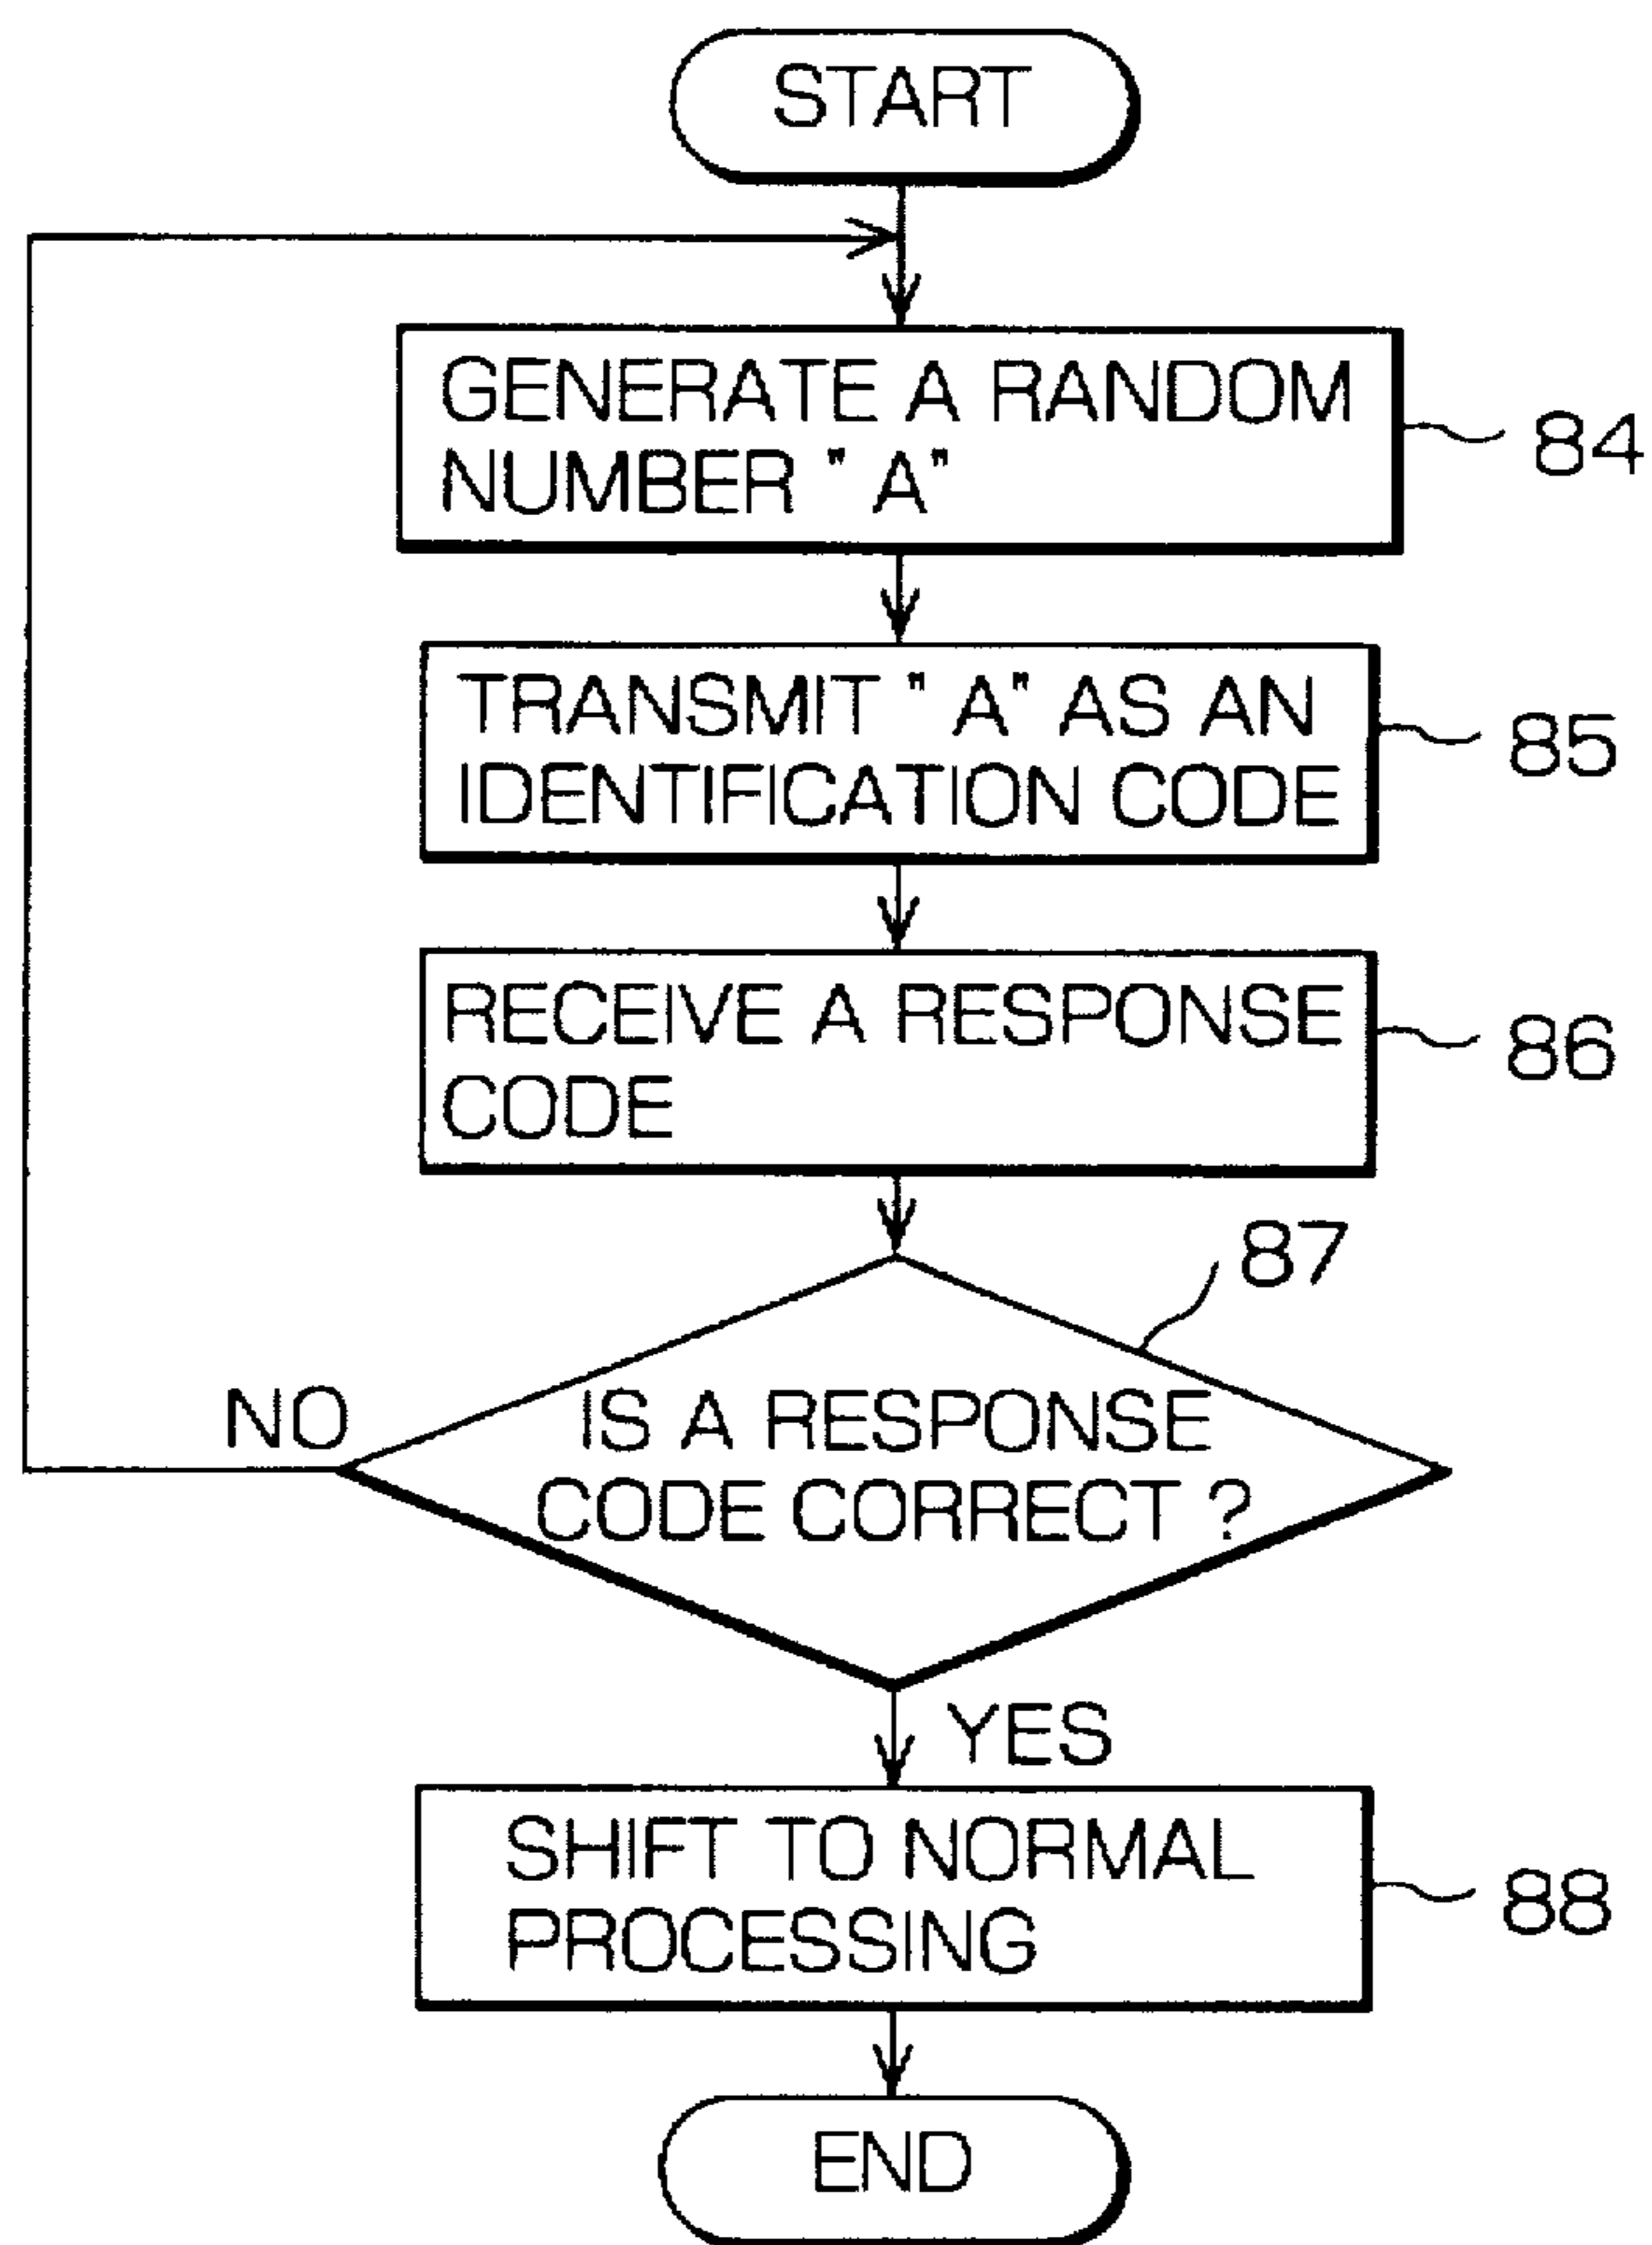 START
GENERATE A RANDOM
NUMBER "A"
84
TRANSMIT "A" AS AN
IDENTIFICATION CODE
85
RECEIVE A RESPONSE
CODE
86
87
IS A RESPONSE
CODE CORRECT ?
NO
YES
SHIFT TO NORMAL
PROCESSING
88
END